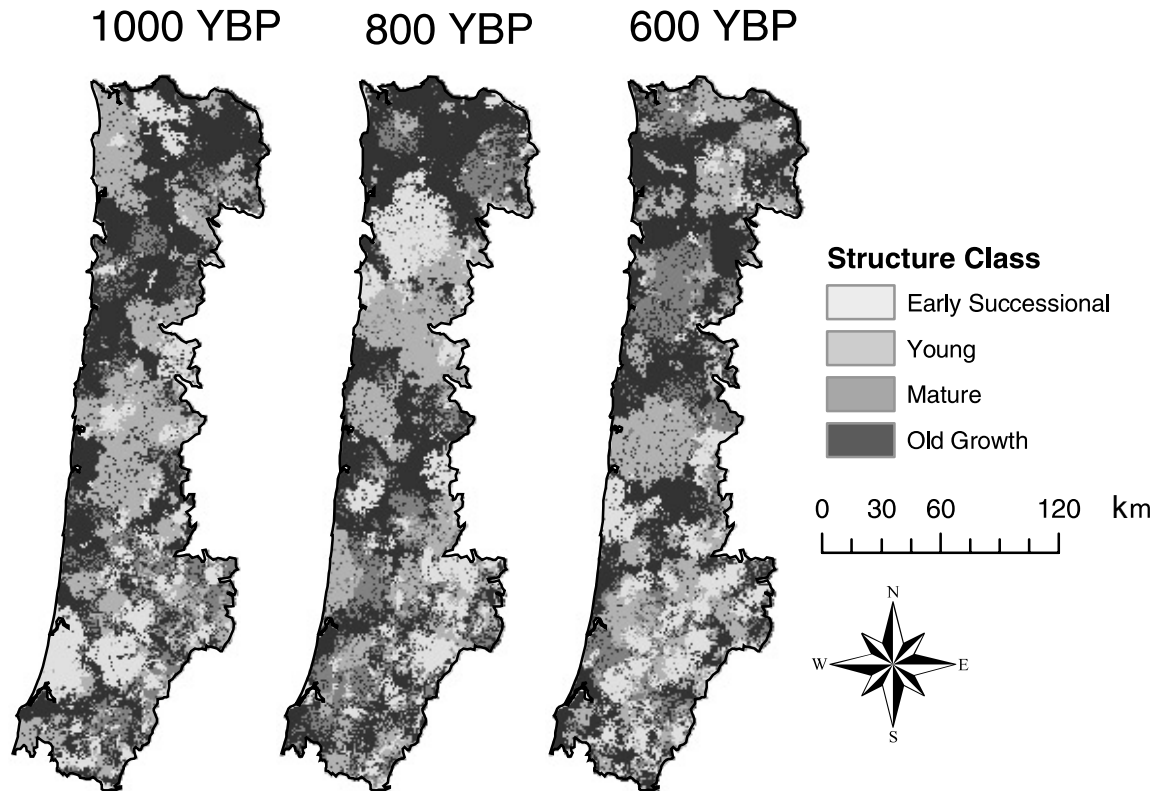 1000 YBP
800 YBP
600 YBP
Structure Class
Early Successional
Young
Mature
Old Growth
0 30 60 120 km
N
W E
S